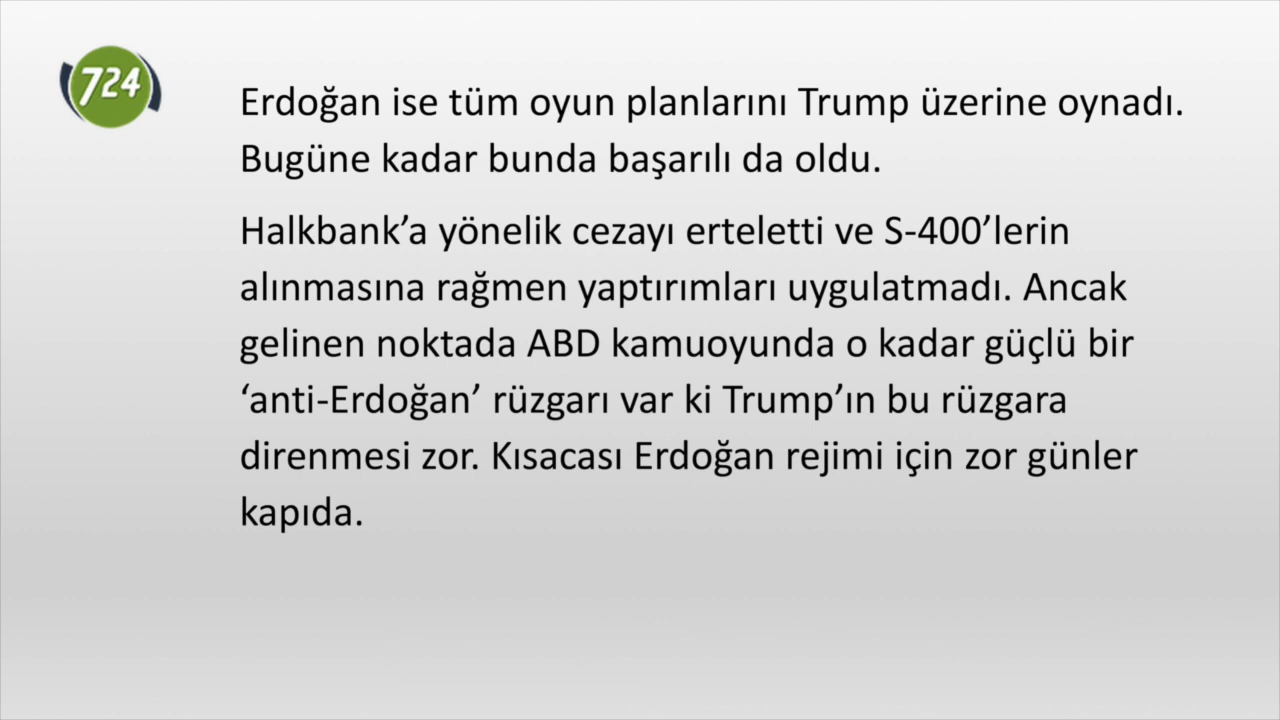 724
Erdoğan ise tüm oyun planlarını Trump üzerine oynadı.
Bugüne kadar bunda başarılı da oldu.
Halkbank’a yönelik cezayı erteletti ve S-400’lerin
alınmasına rağmen yaptırımları uygulatmadı. Ancak
gelinen noktada ABD kamuoyunda o kadar güçlü bir
‘anti-Erdoğan’ rüzgarı var ki Trump’ın bu rüzgara
direnmesi zor. Kısacası Erdoğan rejimi için zor günler
kapıda.